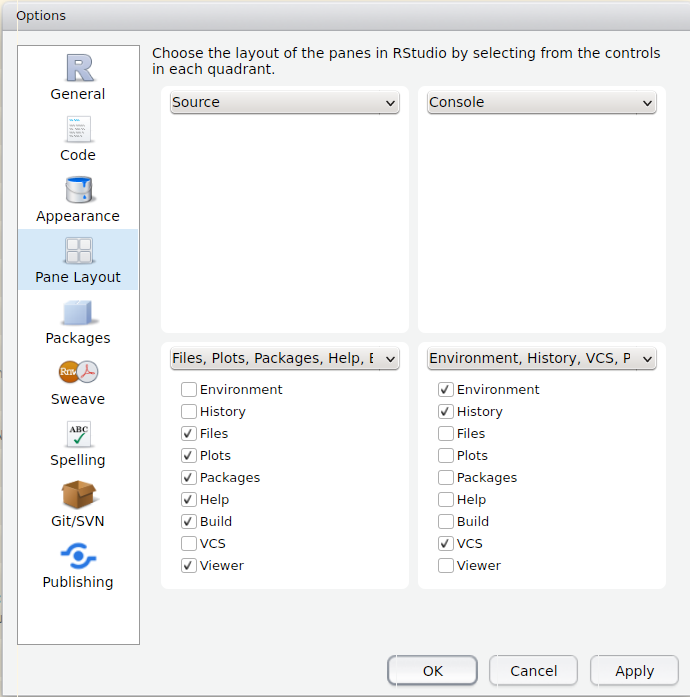 Options
General
Code
Appearance
Pane Layout
Packages
Rnw
Sweave
ABC
Spelling
Git/SVN
Publishing
Choose the layout of the panes in RStudio by selecting from the controls
in each quadrant.
Source
Console
Files, Plots, Packages, Help, E
Environment
History
Files
Plots
Packages
Help
Build
VCS
Viewer
Environment, History, VCS, P
Environment
History
Files
Plots
Packages
Help
Build
VCS
Viewer
OK Cancel Apply